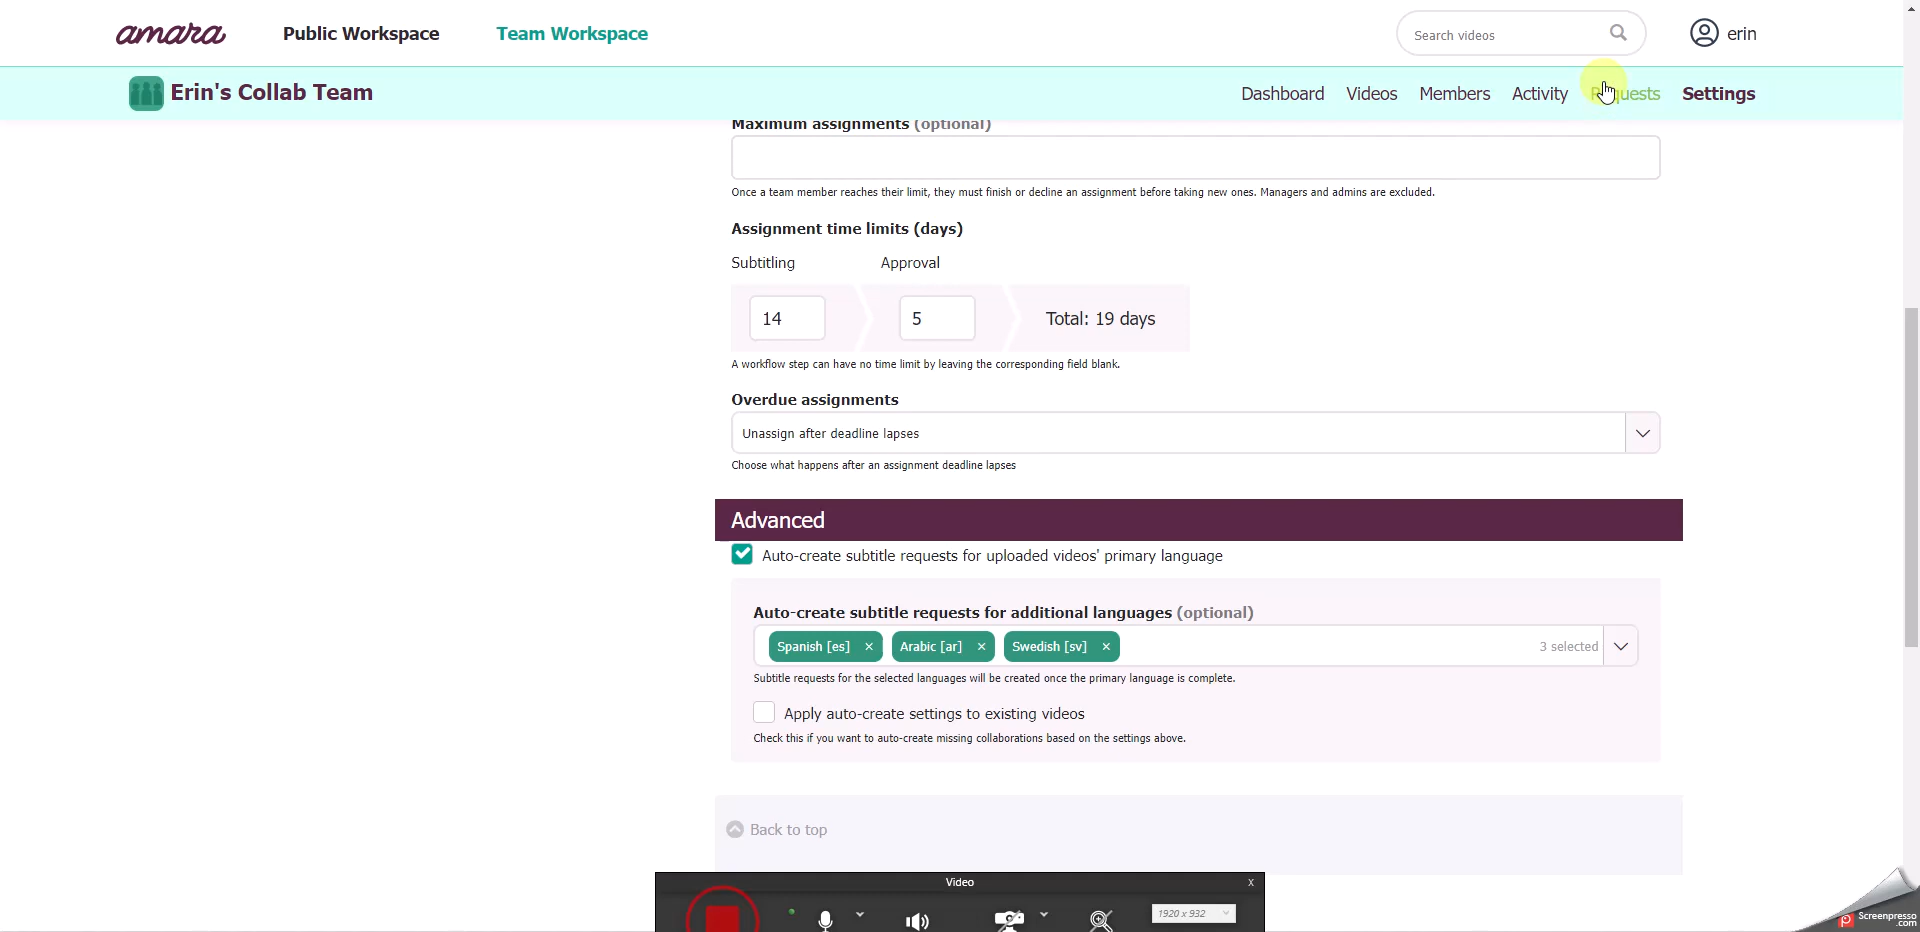 amara
Public Workspace
Team Workspace
Search videos
erin
Erin's Collab Team
Dashboard
Videos
Members
Activity
Requests
Settings
Maximum assignments (optional)
Once a team member reaches their limit, they must finish or decline an assignment before taking new ones. Managers and admins are excluded.
Assignment time limits (days)
Subtitling
Approval
14
5
Total: 19 days
A workflow step can have no time limit by leaving the corresponding field blank.
Overdue assignments
Unassign after deadline lapses
Choose what happens after an assignment deadline lapses
Advanced
Auto-create subtitle requests for uploaded videos' primary language
Auto-create subtitle requests for additional languages (optional)
Spanish [es] ×
Arabic [ar] ×
Swedish [sv] ×
3 selected
Subtitle requests for the selected languages will be created once the primary language is complete.
Apply auto-create settings to existing videos
Check this if you want to auto-create missing collaborations based on the settings above.
Back to top
Video
x
1920 x 932
Screenpresso
.com